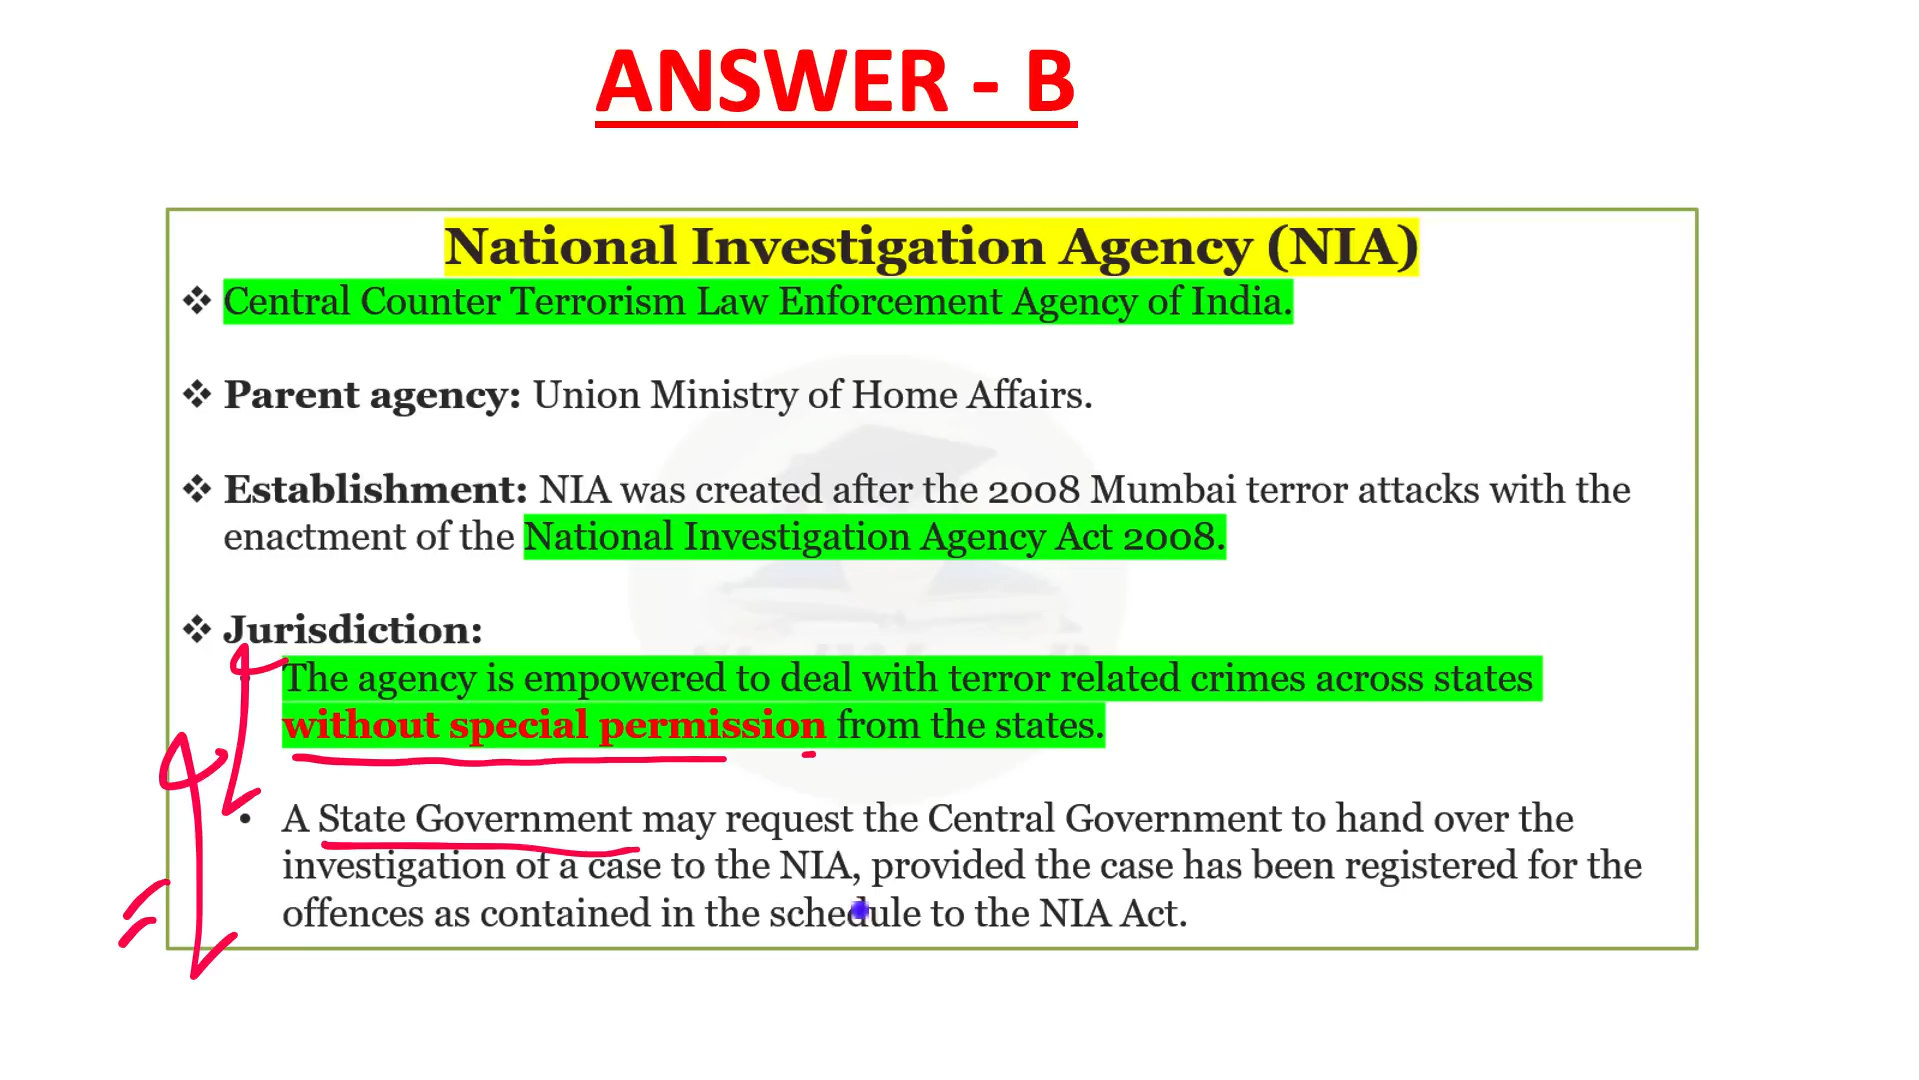 ANSWER - B
National Investigation Agency (NIA)
❖ Central Counter Terrorism Law Enforcement Agency of India.
❖ Parent agency: Union Ministry of Home Affairs.
❖ Establishment: NIA was created after the 2008 Mumbai terror attacks with the
enactment of the National Investigation Agency Act 2008.
❖ Jurisdiction:
The agency is empowered to deal with terror related crimes across states
without special permission from the states.
• A State Government may request the Central Government to hand over the
investigation of a case to the NIA, provided the case has been registered for the
offences as contained in the schedule to the NIA Act.